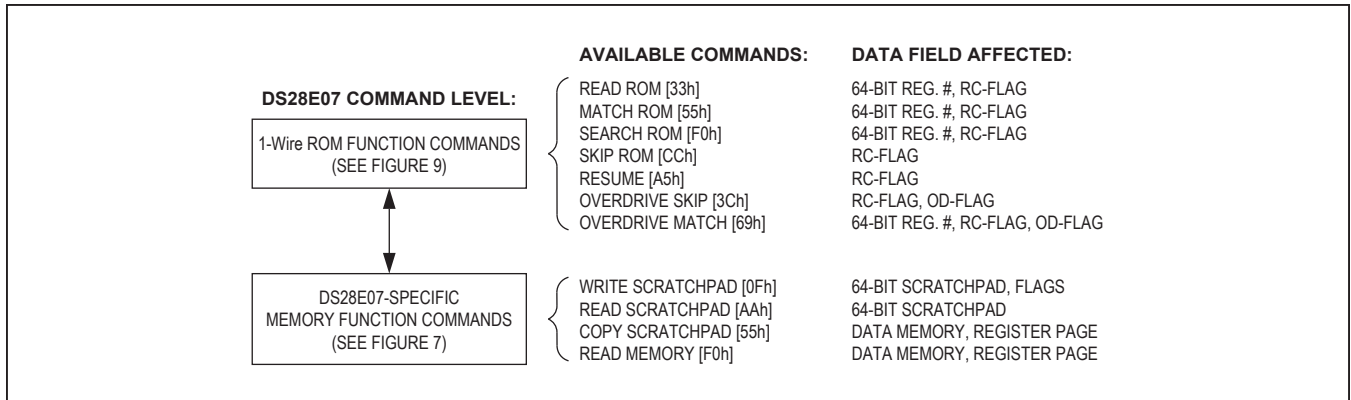 AVAILABLE COMMANDS: DATA FIELD AFFECTED:
DS28E07 COMMAND LEVEL:
1-Wire ROM FUNCTION COMMANDS
(SEE FIGURE 9)
READ ROM [33h] 64-BIT REG. #, RC-FLAG
MATCH ROM [55h] 64-BIT REG. #, RC-FLAG
SEARCH ROM [F0h] 64-BIT REG. #, RC-FLAG
SKIP ROM [CCh] RC-FLAG
RESUME [A5h] RC-FLAG
OVERDRIVE SKIP [3Ch] RC-FLAG, OD-FLAG
OVERDRIVE MATCH [69h] 64-BIT REG. #, RC-FLAG, OD-FLAG
DS28E07-SPECIFIC
MEMORY FUNCTION COMMANDS
(SEE FIGURE 7)
WRITE SCRATCHPAD [0Fh] 64-BIT SCRATCHPAD, FLAGS
READ SCRATCHPAD [AAh] 64-BIT SCRATCHPAD
COPY SCRATCHPAD [55h] DATA MEMORY, REGISTER PAGE
READ MEMORY [F0h] DATA MEMORY, REGISTER PAGE